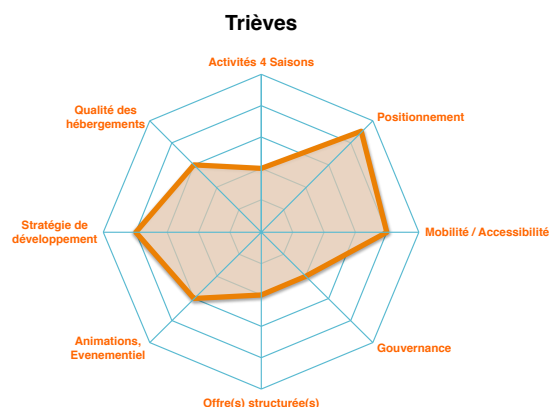 Trièves
Activités 4 Saisons
Qualité des
hébergements
Positionnement
Stratégie de
développement
Mobilité / Accessibilité
Animations,
Evenementiel
Gouvernance
Offre(s) structurée(s)